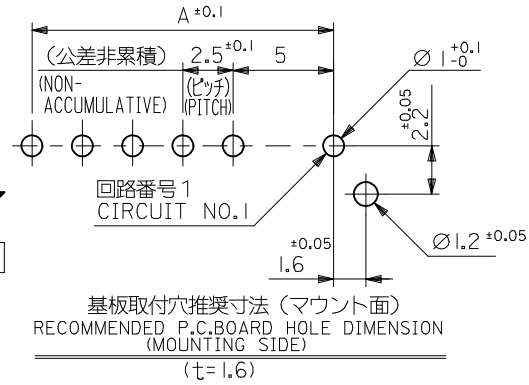 A ±0.1
(公差非累積) 2.5 ±0.1 5
(NON-
ACCUMULATIVE)
(ピッチ)
(PITCH)
Ø 1 +0.1
-0
2.2 ±0.05
回路番号1
CIRCUIT NO.1
1.6 ±0.05
Ø1.2 ±0.05
基板取付穴推奨寸法 (マウント面)
RECOMMENDED P.C.BOARD HOLE DIMENSION
(MOUNTING SIDE)
(t=1.6)